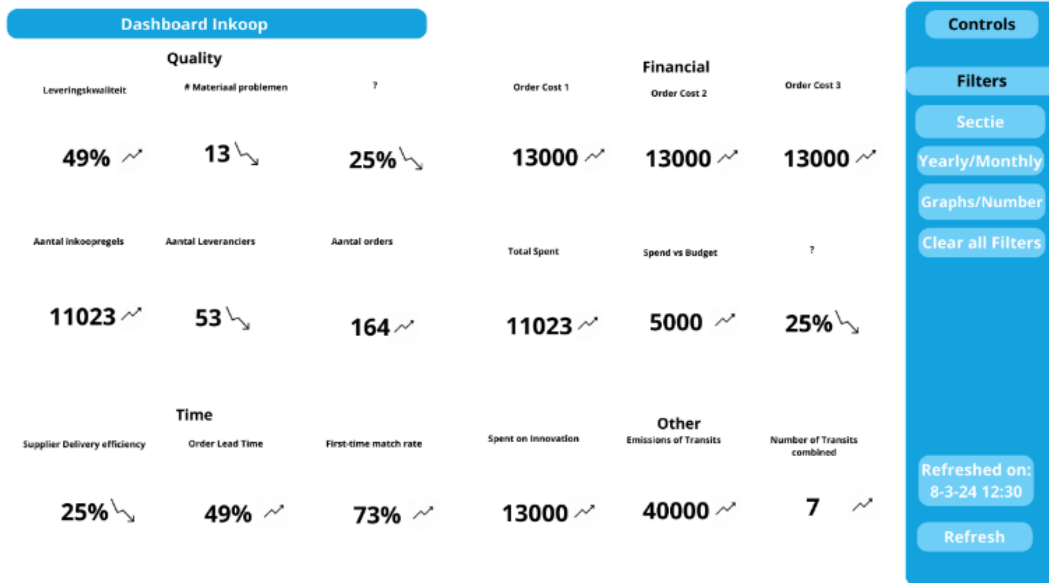 Dashboard Inkoop
Quality
Leveringskwaliteit
# Materiaal problemen
?
49%
13
25%
Aantal inkoopregels
Aantal Leveranciers
Aantal orders
11023
53
164
Time
Supplier Delivery efficiency
Order Lead Time
First-time match rate
25%
49%
73%
Financial
Order Cost 1
Order Cost 2
Order Cost 3
13000
13000
13000
Total Spent
Spend vs Budget
?
11023
5000
25%
Other
Spent on Innovation
Emissions of Transits
Number of Transits
combined
13000
40000
7
Controls
Filters
Sectie
Yearly/Monthly
Graphs/Number
Clear all Filters
Refreshed on:
8-3-24 12:30
Refresh